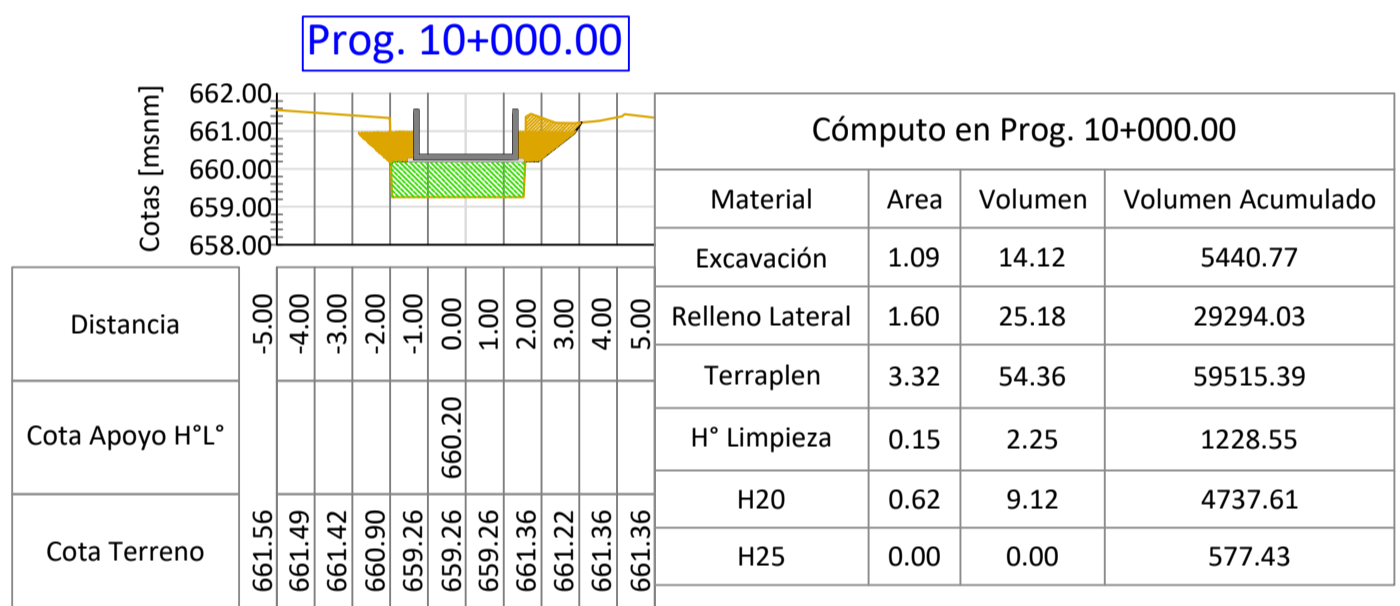 Prog. 10+000.00
Cotas [msnm]
662.00
661.00
660.00
659.00
658.00
Distancia
-5.00 -4.00 -3.00 -2.00 -1.00 0.00 1.00 2.00 3.00 4.00 5.00
Cota Apoyo H°L°
660.20
Cota Terreno
661.56 661.49 661.42 660.90 659.26 659.26 659.26 661.36 661.22 661.36 661.36
Cómputo en Prog. 10+000.00
Material Area Volumen Volumen Acumulado
Excavación 1.09 14.12 5440.77
Relleno Lateral 1.60 25.18 29294.03
Terraplen 3.32 54.36 59515.39
H° Limpieza 0.15 2.25 1228.55
H20 0.62 9.12 4737.61
H25 0.00 0.00 577.43